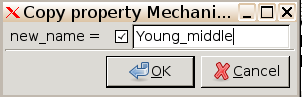 Copy property Mechani...
new_name = Young_middle
OK Cancel